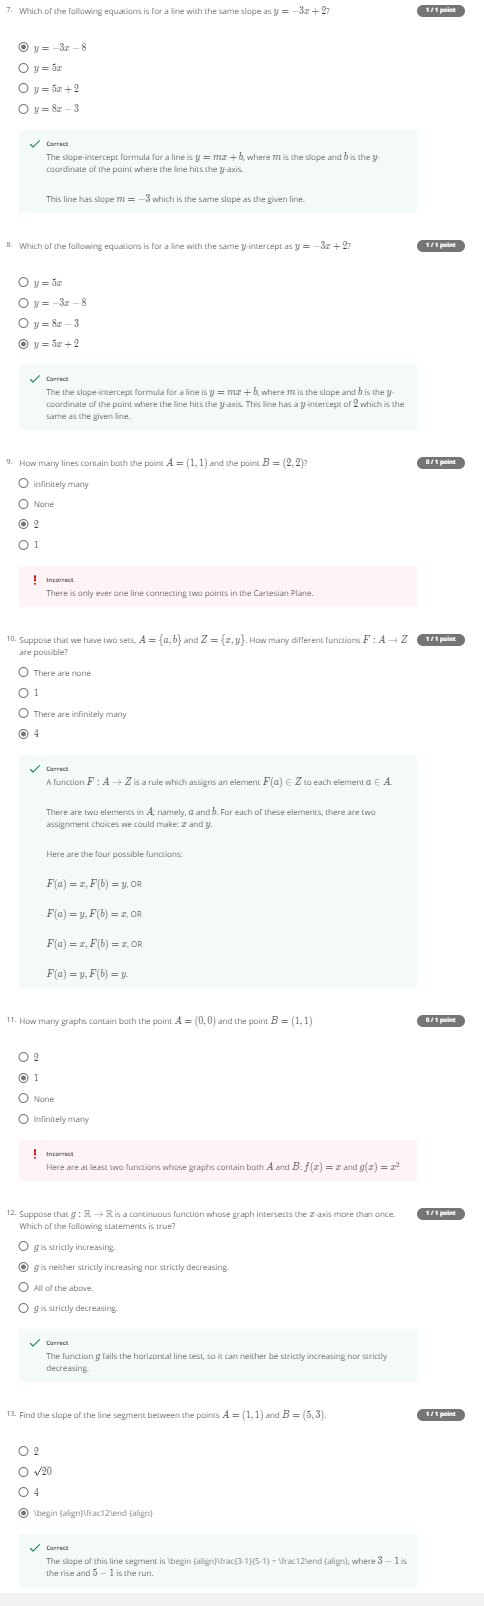 7. Which of the following equations is for a line with the same slope as y = −3x + 2?
1 / 1 point
y = −3x − 8
y = 5x
y = 5x + 2
y = 8x − 3
Correct
The slope-intercept formula for a line is y = mx + b, where m is the slope and b is the y-
coordinate of the point where the line hits the y-axis.
This line has slope m = −3 which is the same slope as the given line.
8. Which of the following equations is for a line with the same y-intercept as y = −3x + 2?
1 / 1 point
y = 5x
y = −3x − 8
y = 8x − 3
y = 5x + 2
Correct
The the slope-intercept formula for a line is y = mx + b, where m is the slope and b is the y-
coordinate of the point where the line hits the y-axis. This line has a y-intercept of 2 which is the
same as the given line.
9. How many lines contain both the point A = (1, 1) and the point B = (2, 2)?
0 / 1 point
infinitely many
None
2
1
Incorrect
There is only ever one line connecting two points in the Cartesian Plane.
10. Suppose that we have two sets, A = {a, b} and Z = {x, y}. How many different functions F : A → Z
1 / 1 point
are possible?
There are none
1
There are infinitely many
4
Correct
A function F : A → Z is a rule which assigns an element F(a) ∈ Z to each element a ∈ A.
There are two elements in A; namely, a and b. For each of these elements, there are two
assignment choices we could make: x and y.
Here are the four possible functions:
F(a) = x, F(b) = y, OR
F(a) = y, F(b) = x, OR
F(a) = x, F(b) = x, OR
F(a) = y, F(b) = y.
11. How many graphs contain both the point A = (0, 0) and the point B = (1, 1)
0 / 1 point
2
1
None
Infinitely many
Incorrect
Here are at least two functions whose graphs contain both A and B: f(x) = x and g(x) = x²
12. Suppose that g : ℝ → ℝ is a continuous function whose graph intersects the x-axis more than once.
1 / 1 point
Which of the following statements is true?
g is strictly increasing.
g is neither strictly increasing nor strictly decreasing.
All of the above.
g is strictly decreasing.
Correct
The function g fails the horizontal line test, so it can neither be strictly increasing nor strictly
decreasing.
13. Find the slope of the line segment between the points A = (1, 1) and B = (5, 3).
1 / 1 point
2
√20
4
\begin {align}\frac12\end {align}
Correct
The slope of this line segment is \begin {align}\frac{3-1}{5-1} = \frac12\end {align}, where 3 − 1 is
the rise and 5 − 1 is the run.